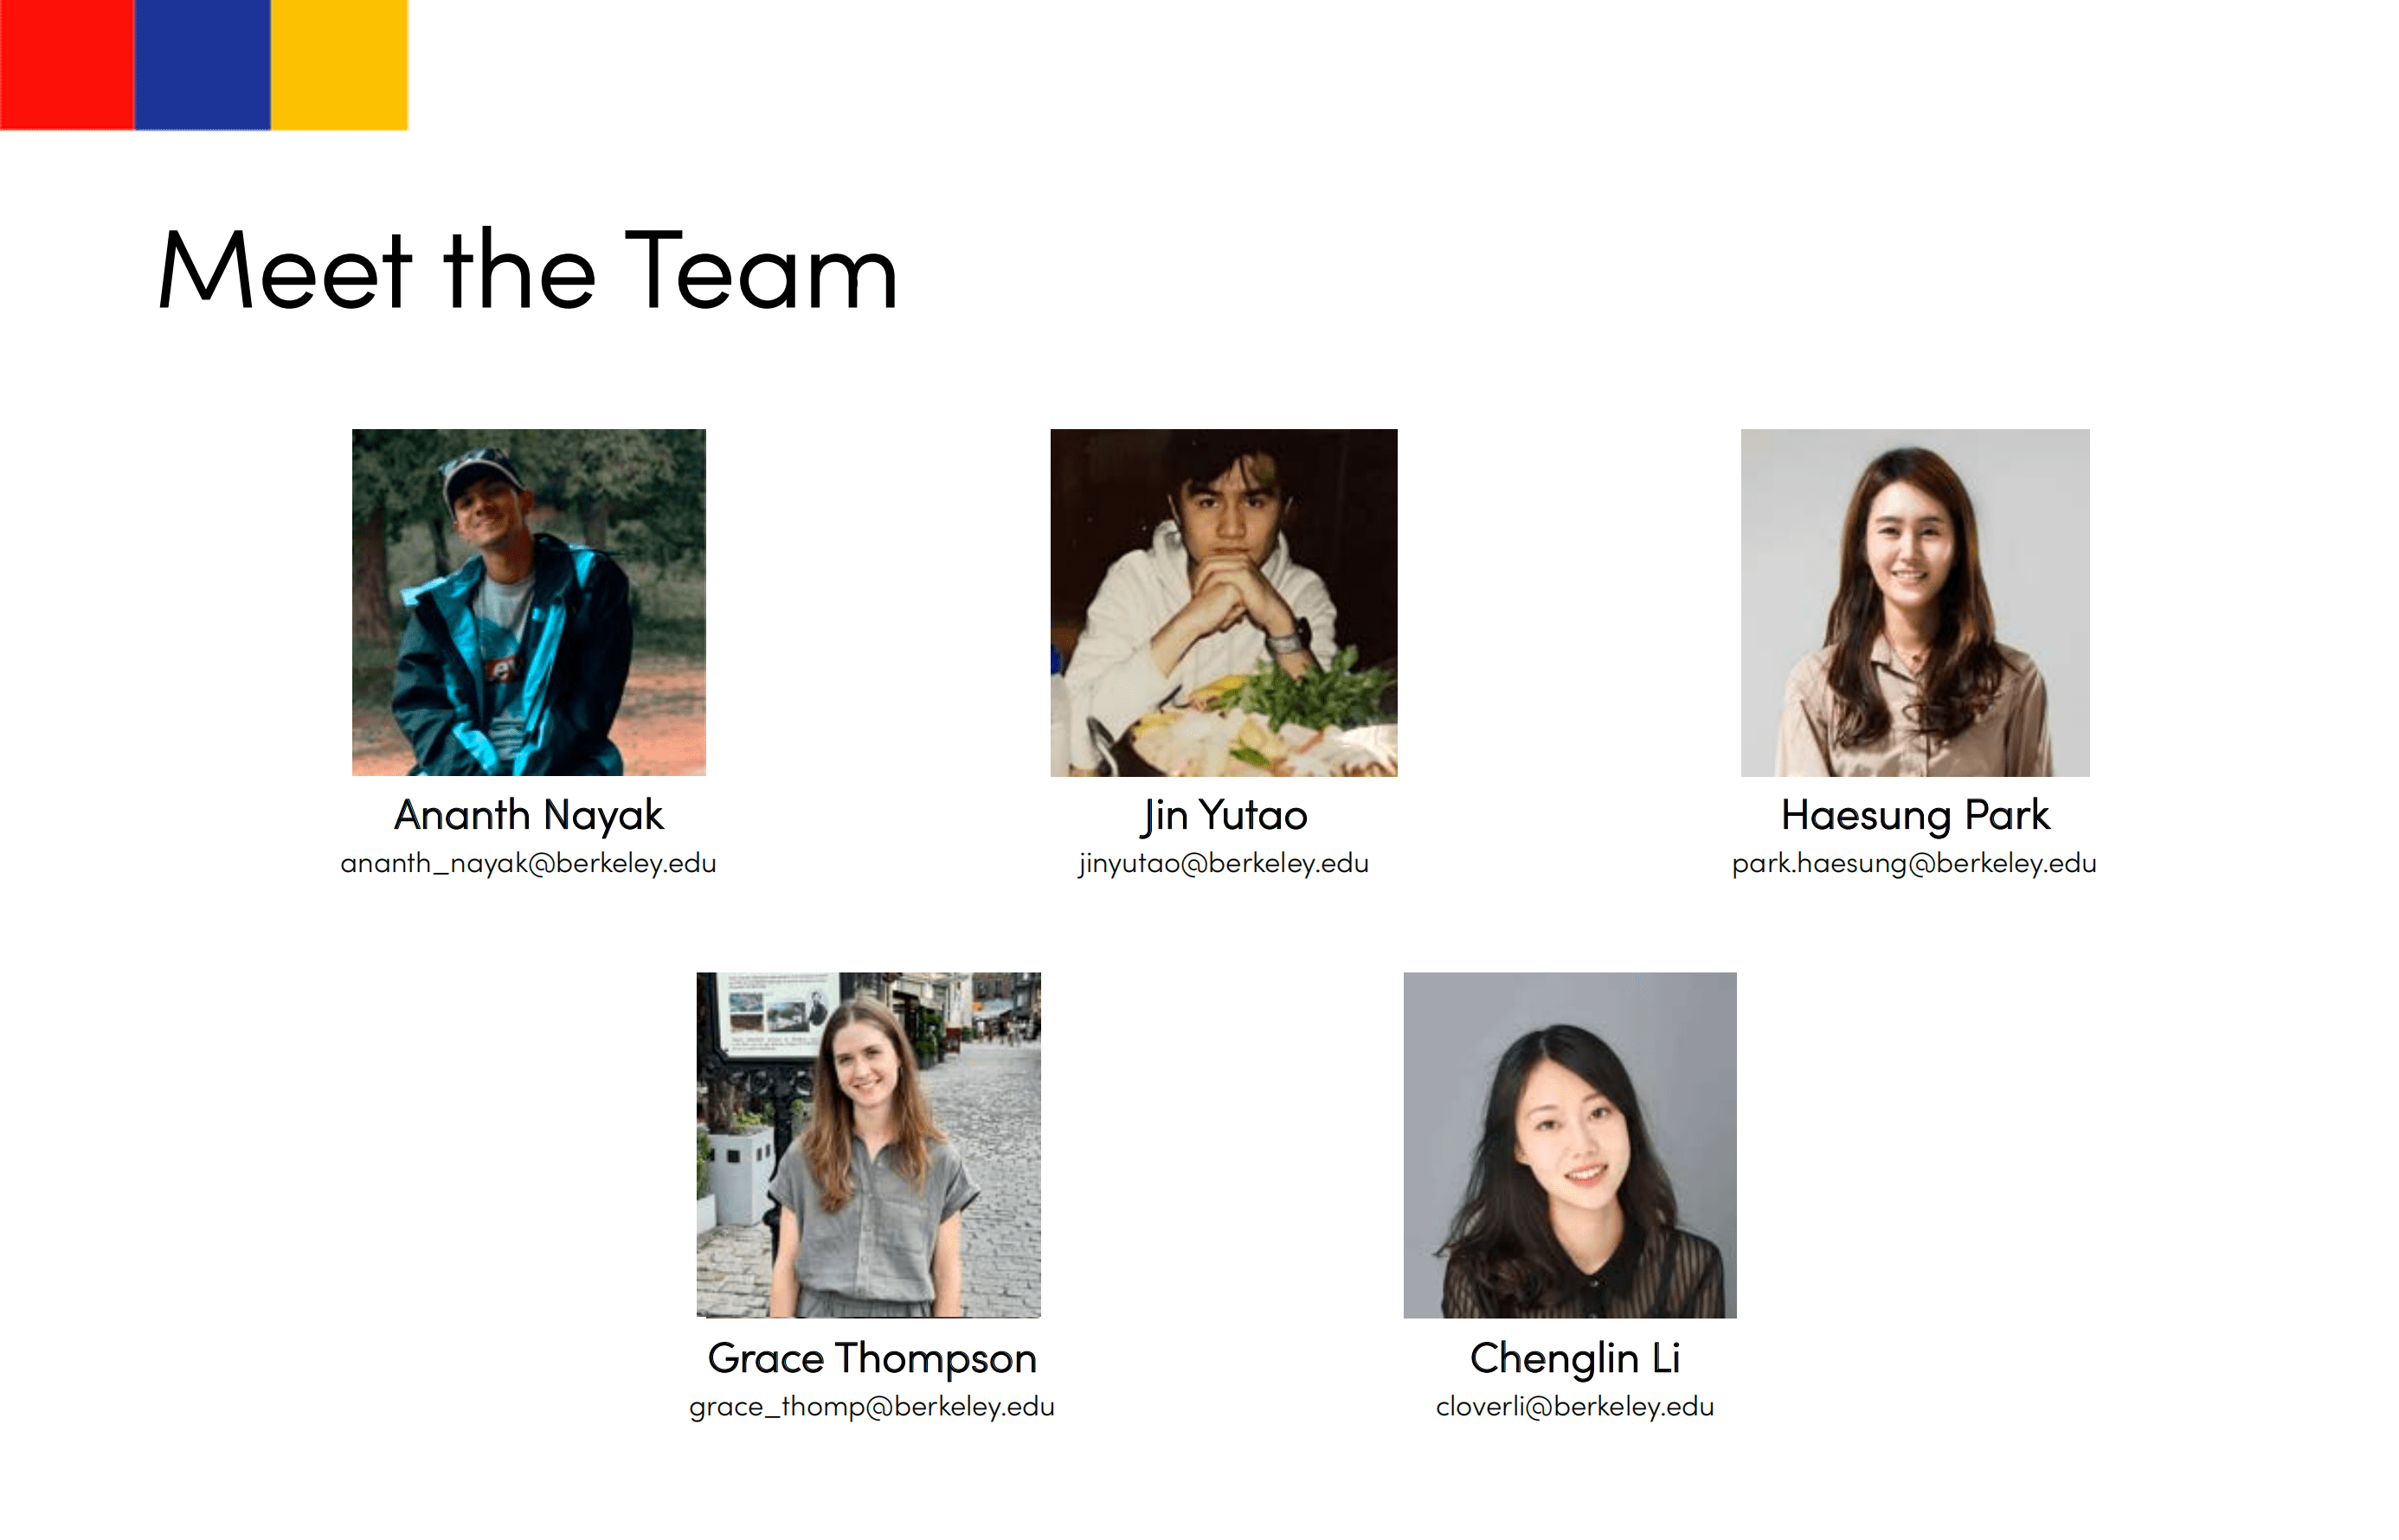 Meet the Team
Ananth Nayak
ananth_nayak@berkeley.edu
Jin Yutao
jinyutao@berkeley.edu
Haesung Park
park.haesung@berkeley.edu
Grace Thompson
grace_thomp@berkeley.edu
Chenglin Li
cloverli@berkeley.edu